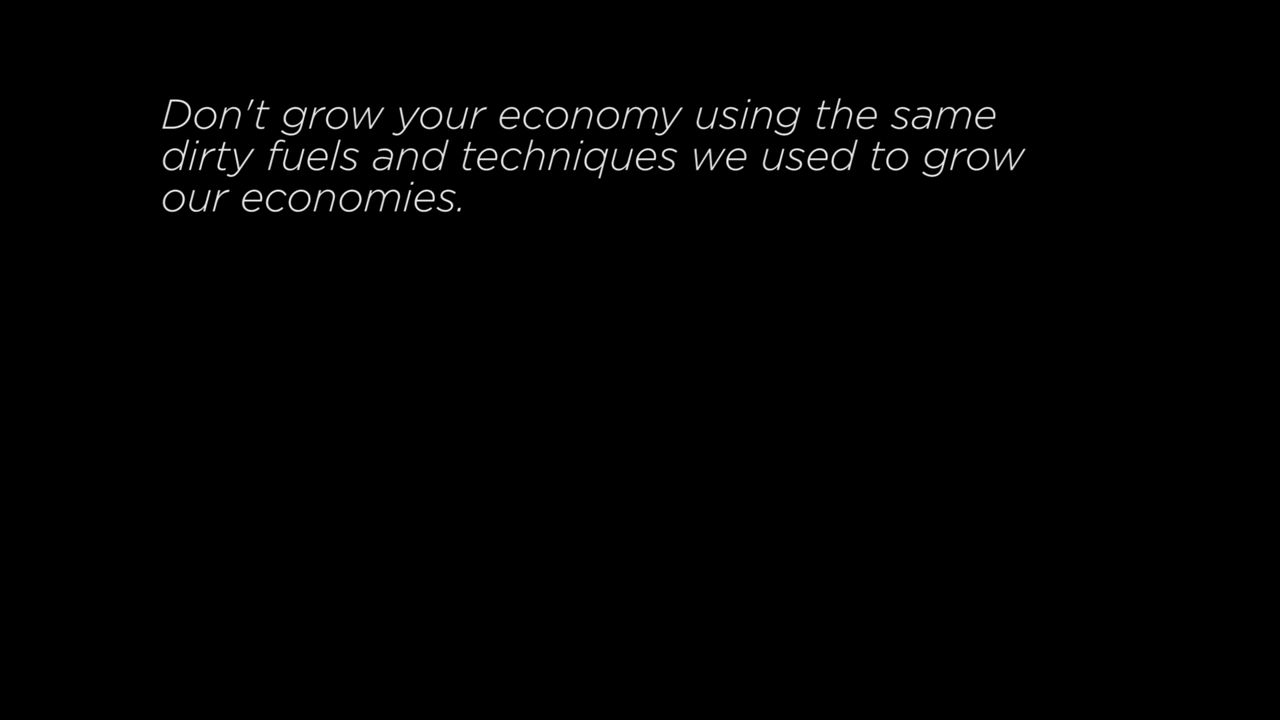 Don't grow your economy using the same
dirty fuels and techniques we used to grow
our economies.